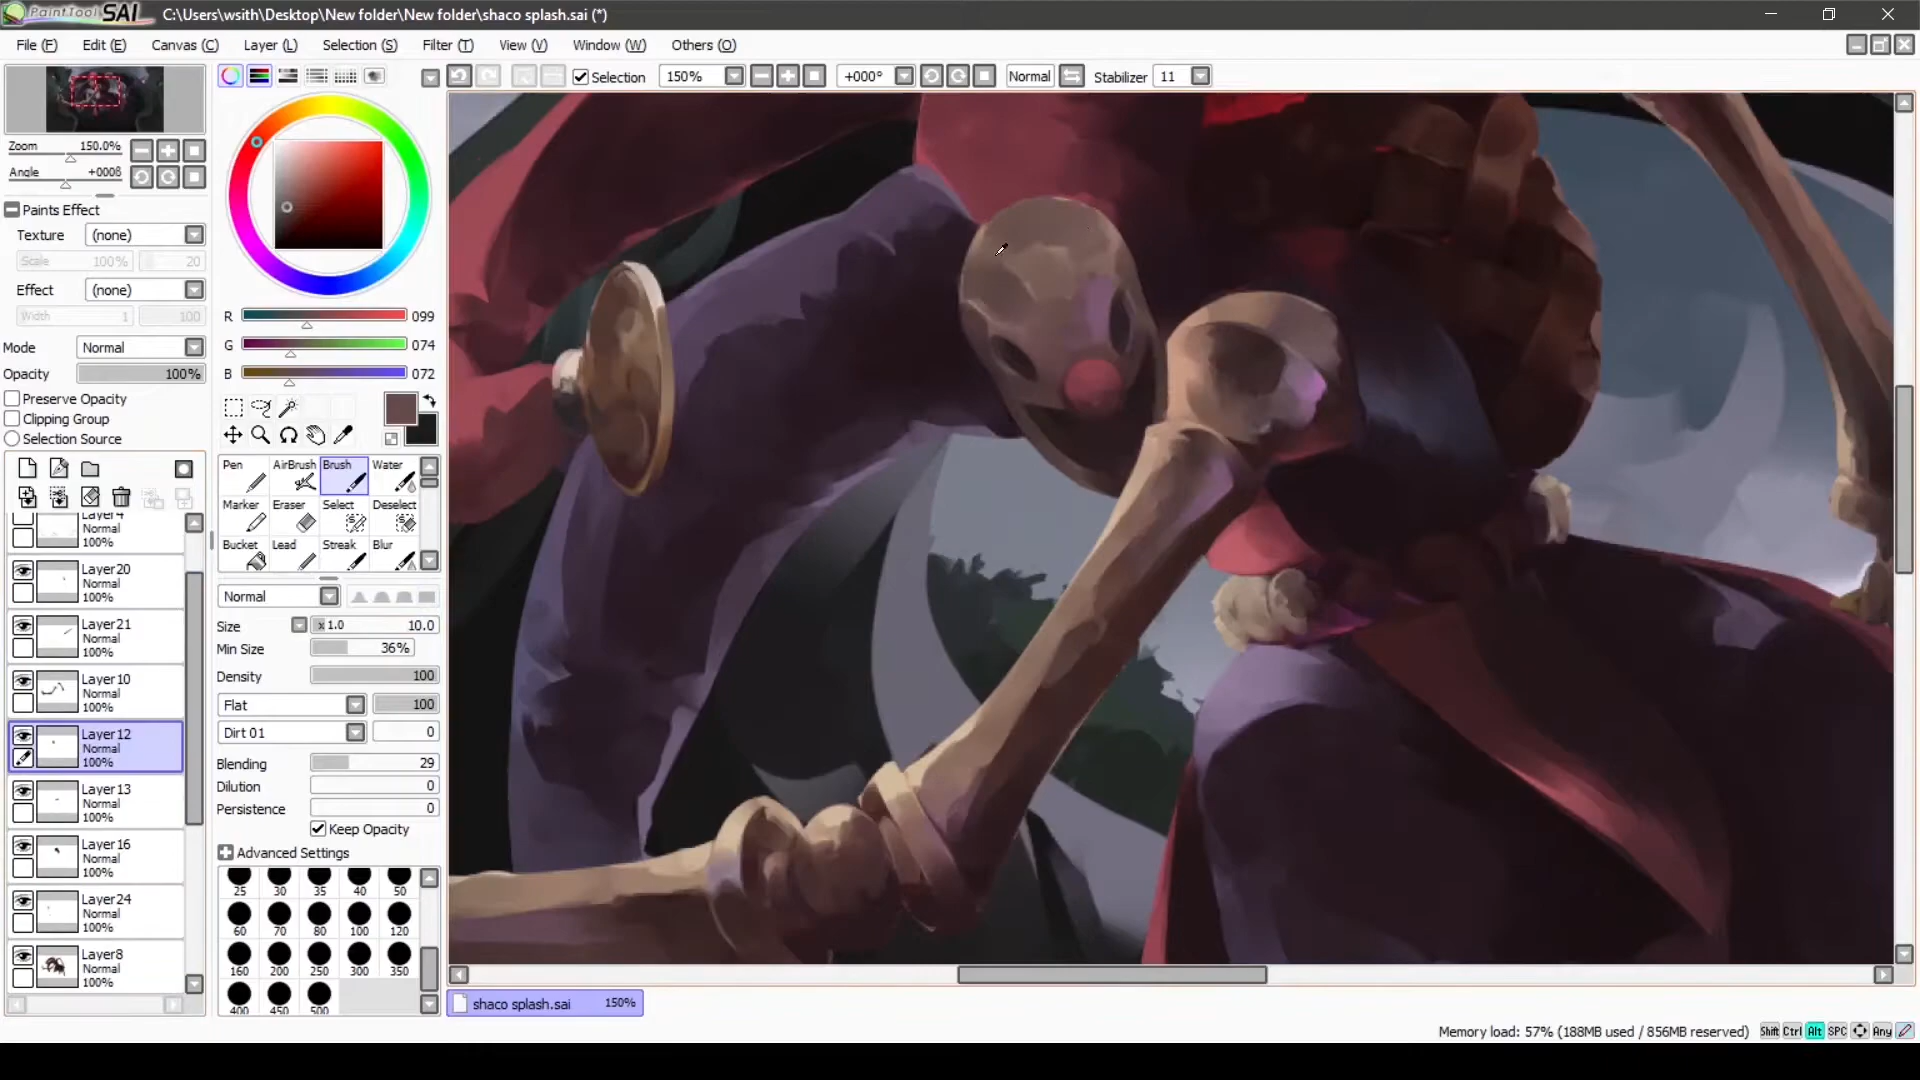 PaintTool SAI C:\Users\wsith\Desktop\New folder\New folder\shaco splash.sai (*)
File (F) Edit (E) Canvas (C) Layer (L) Selection (S) Filter (T) View (V) Window (W) Others (O)
Selection 150% +000° Normal Stabilizer 11
Zoom 150.0%
Angle +000ß
Paints Effect
Texture (none)
Scale 100% 20
Effect (none)
Width 1 100
Mode Normal
Opacity 100%
Preserve Opacity
Clipping Group
Selection Source
Layer4
Normal
100%
Layer20
Normal
100%
Layer21
Normal
100%
Layer10
Normal
100%
Layer12
Normal
100%
Layer13
Normal
100%
Layer16
Normal
100%
Layer24
Normal
100%
Layer8
Normal
100%
R 099
G 074
B 072
Pen AirBrush Brush Water
Marker Eraser Select Deselect
Bucket Lead Streak Blur
Normal
Size x 1.0 10.0
Min Size 36%
Density 100
Flat 100
Dirt 01 0
Blending 29
Dilution 0
Persistence 0
Keep Opacity
Advanced Settings
25 30 35 40 50
60 70 80 100 120
160 200 250 300 350
400 450 500
shaco splash.sai 150%
Memory load: 57% (188MB used / 856MB reserved) Shift Ctrl Alt SPC Any